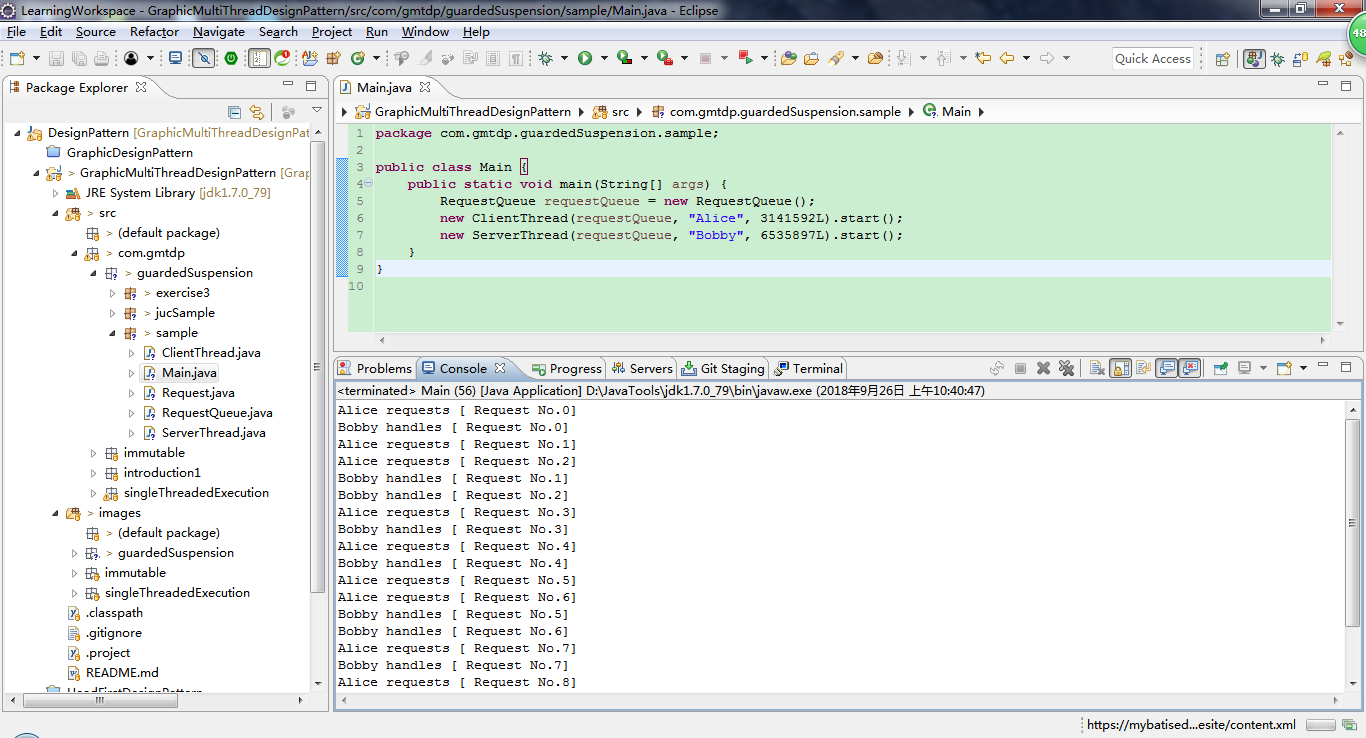 LearningWorkspace - GraphicMultiThreadDesignPattern/src/com/gmtdp/guardedSuspension/sample/Main.java - Eclipse
File Edit Source Refactor Navigate Search Project Run Window Help
48
Quick Access
Package Explorer
DesignPattern [GraphicMultiThreadDesignPat
GraphicDesignPattern
> GraphicMultiThreadDesignPattern [Grap
JRE System Library [jdk1.7.0_79]
> src
> (default package)
> com.gmtdp
> guardedSuspension
> exercise3
> jucSample
> sample
ClientThread.java
Main.java
Request.java
RequestQueue.java
ServerThread.java
immutable
introduction1
singleThreadedExecution
> images
> (default package)
> guardedSuspension
immutable
singleThreadedExecution
.classpath
.gitignore
.project
README.md
HeadFirstDesignPattern
Main.java
GraphicMultiThreadDesignPattern src com.gmtdp.guardedSuspension.sample Main
1 package com.gmtdp.guardedSuspension.sample;
2
3 public class Main {
4 public static void main(String[] args) {
5 RequestQueue requestQueue = new RequestQueue();
6 new ClientThread(requestQueue, "Alice", 3141592L).start();
7 new ServerThread(requestQueue, "Bobby", 6535897L).start();
8 }
9 }
10
Problems Console Progress Servers Git Staging Terminal
<terminated> Main (56) [Java Application] D:\JavaTools\jdk1.7.0_79\bin\javaw.exe (2018年9月26日 上午10:40:47)
Alice requests [ Request No.0]
Bobby handles [ Request No.0]
Alice requests [ Request No.1]
Alice requests [ Request No.2]
Bobby handles [ Request No.1]
Bobby handles [ Request No.2]
Alice requests [ Request No.3]
Bobby handles [ Request No.3]
Alice requests [ Request No.4]
Bobby handles [ Request No.4]
Alice requests [ Request No.5]
Alice requests [ Request No.6]
Bobby handles [ Request No.5]
Bobby handles [ Request No.6]
Alice requests [ Request No.7]
Bobby handles [ Request No.7]
Alice requests [ Request No.8]
https://mybatised...esite/content.xml